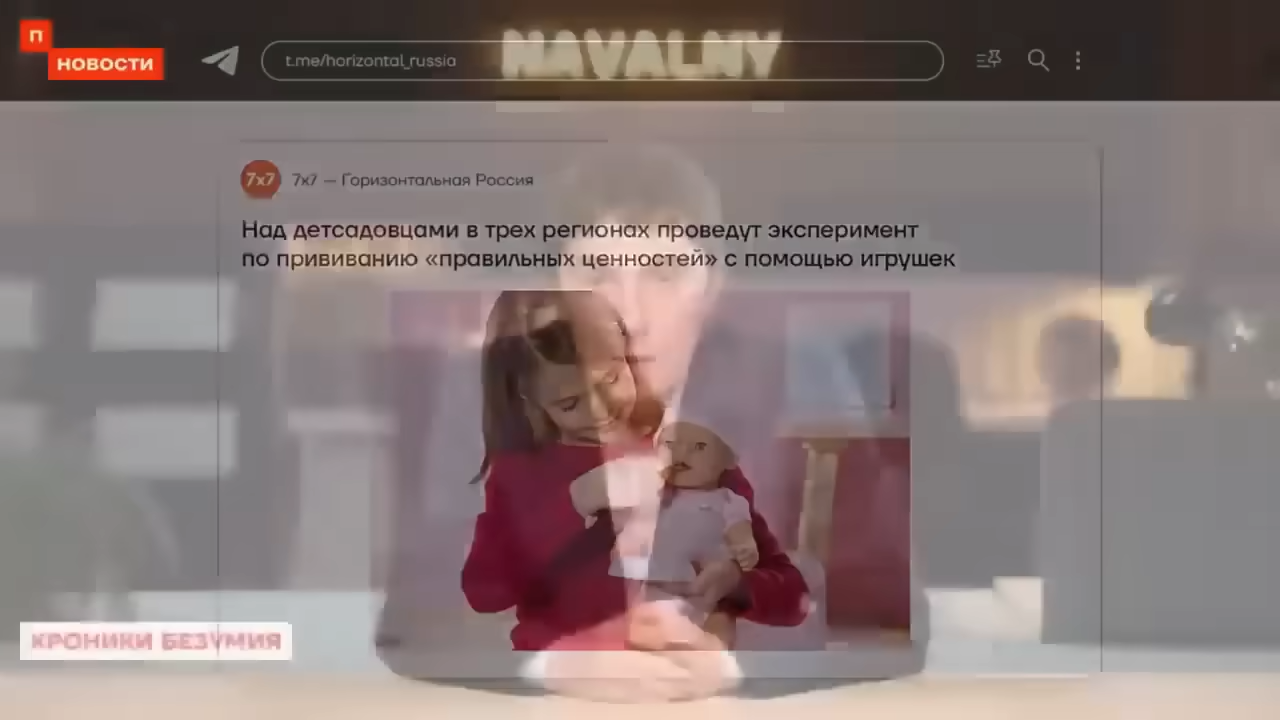 П
НОВОСТИ
t.me/horizontal_russia
NAVALNY
7x7
7x7 — Горизонтальная Россия
Над детсадовцами в трех регионах проведут эксперимент
по прививанию «правильных ценностей» с помощью игрушек
ХРОНИКИ БЕЗУМИЯ